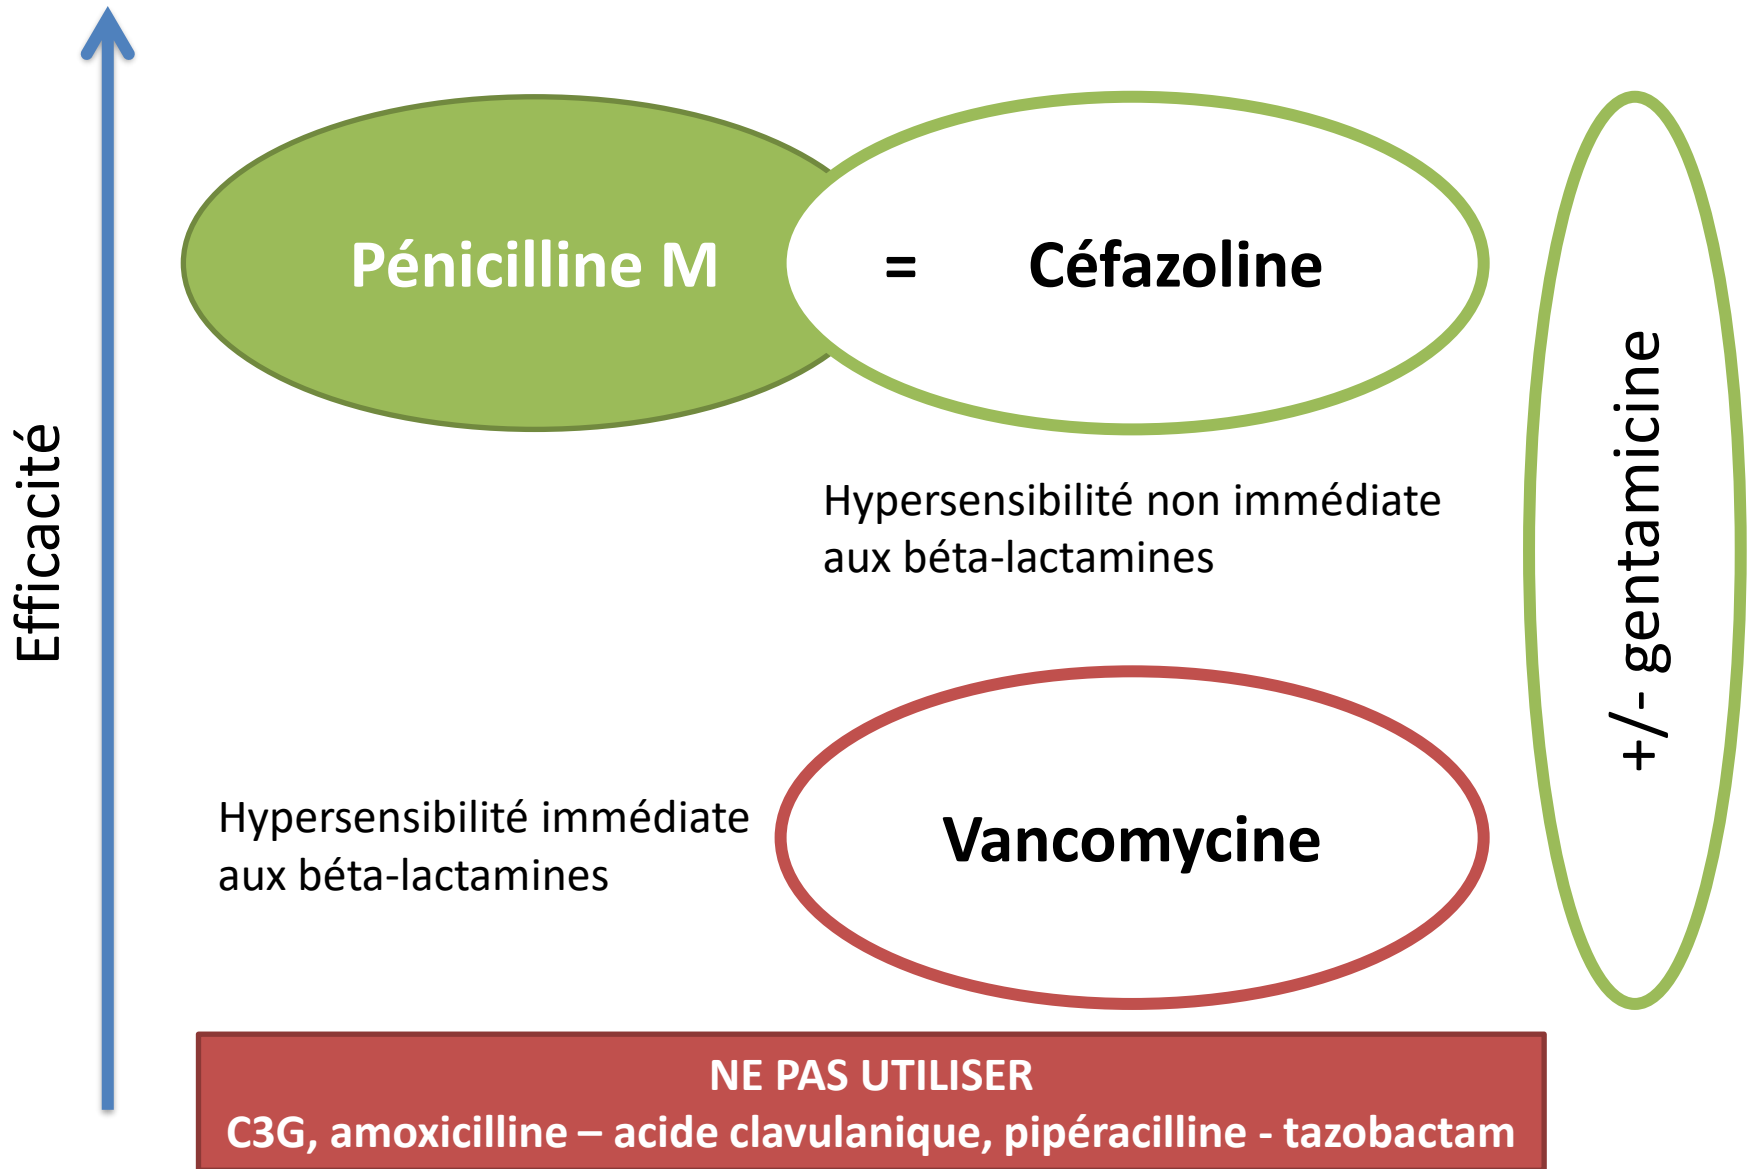 Efficacité
Pénicilline M
=
Céfazoline
Hypersensibilité non immédiate
aux béta-lactamines
Hypersensibilité immédiate
aux béta-lactamines
Vancomycine
+/- gentamicine
NE PAS UTILISER
C3G, amoxicilline – acide clavulanique, pipéracilline - tazobactam